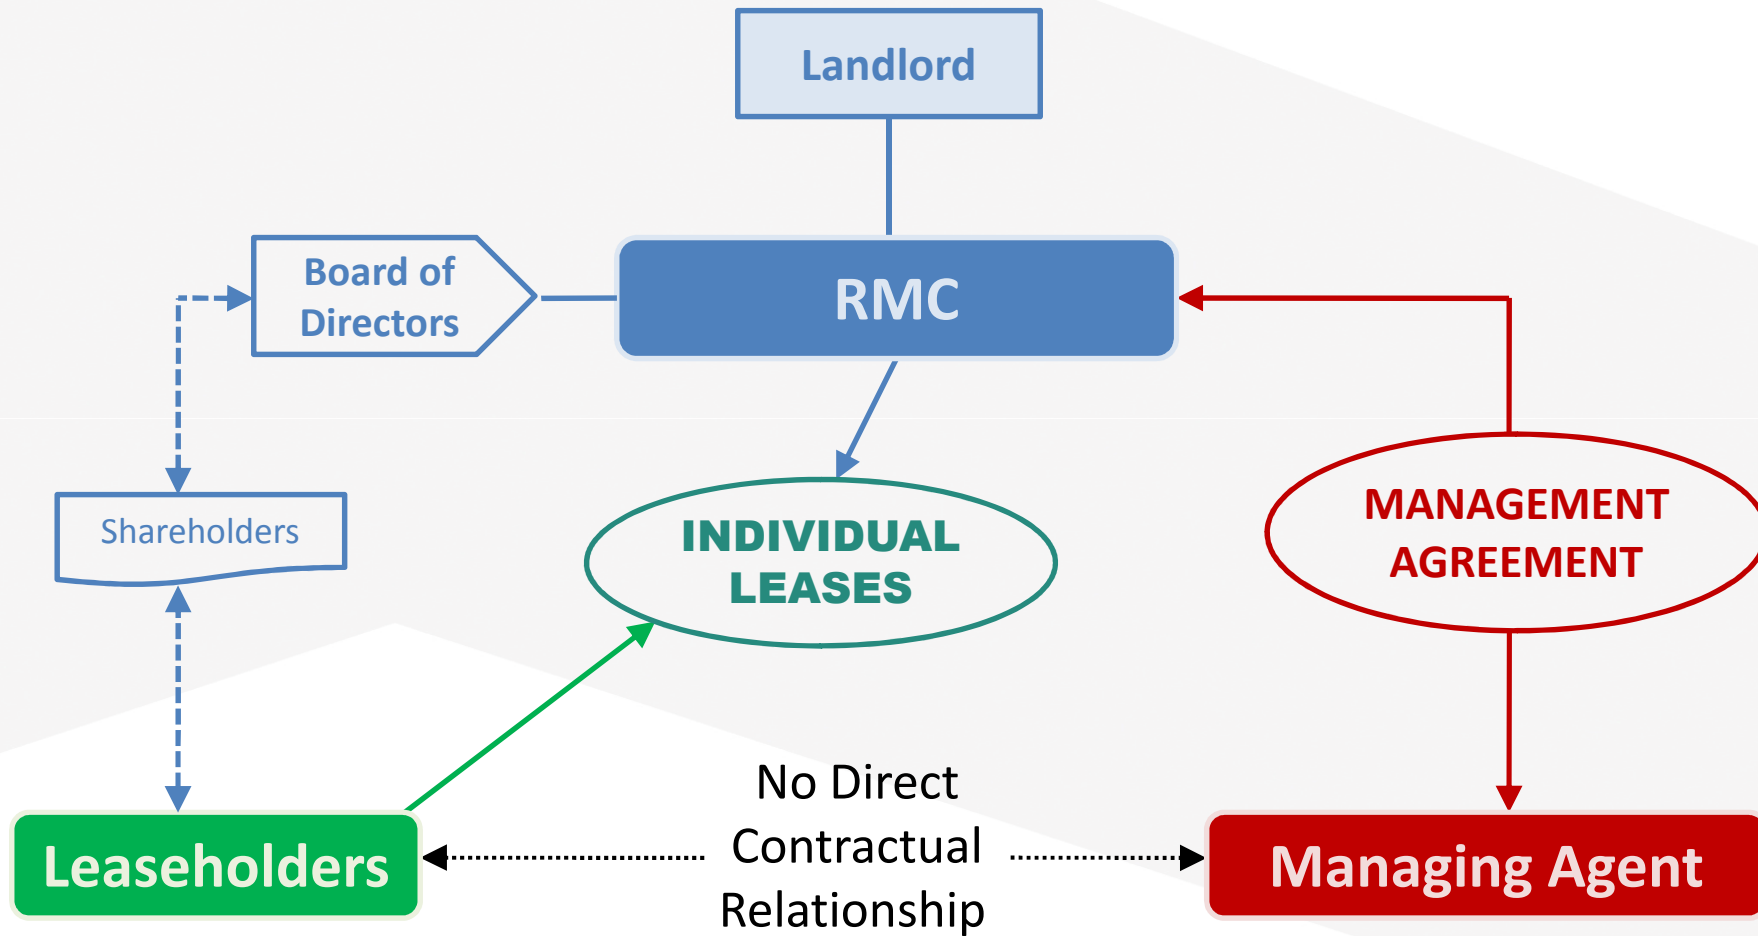 Landlord
Board of
Directors
RMC
Shareholders
INDIVIDUAL
LEASES
MANAGEMENT
AGREEMENT
Leaseholders
No Direct
Contractual
Relationship
Managing Agent